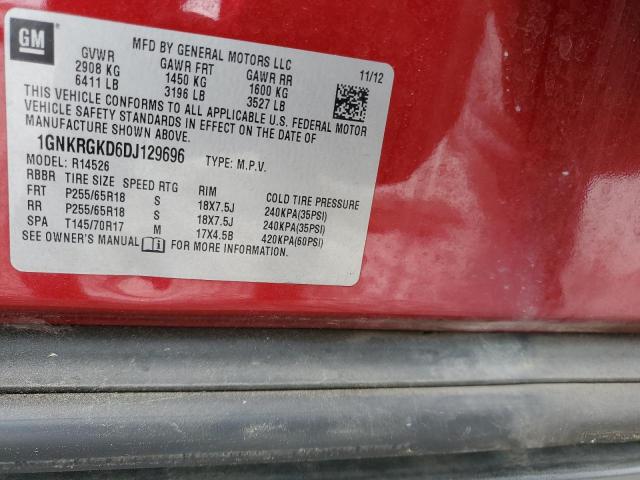 GM
MFD BY GENERAL MOTORS LLC
GVWR GAWR FRT GAWR RR 11/12
2908 KG 1450 KG 1600 KG
6411 LB 3196 LB 3527 LB
THIS VEHICLE CONFORMS TO ALL APPLICABLE U.S. FEDERAL MOTOR
VEHICLE SAFETY STANDARDS IN EFFECT ON THE DATE OF
MANUFACTURE SHOWN ABOVE.
1GNKRGKD6DJ129696 TYPE: M.P.V.
MODEL: R14526
RBBR TIRE SIZE SPEED RTG RIM COLD TIRE PRESSURE
FRT P255/65R18 S 18X7.5J 240KPA(35PSI)
RR P255/65R18 S 18X7.5J 240KPA(35PSI)
SPA T145/70R17 M 17X4.5B 420KPA(60PSI)
SEE OWNER'S MANUAL i FOR MORE INFORMATION.